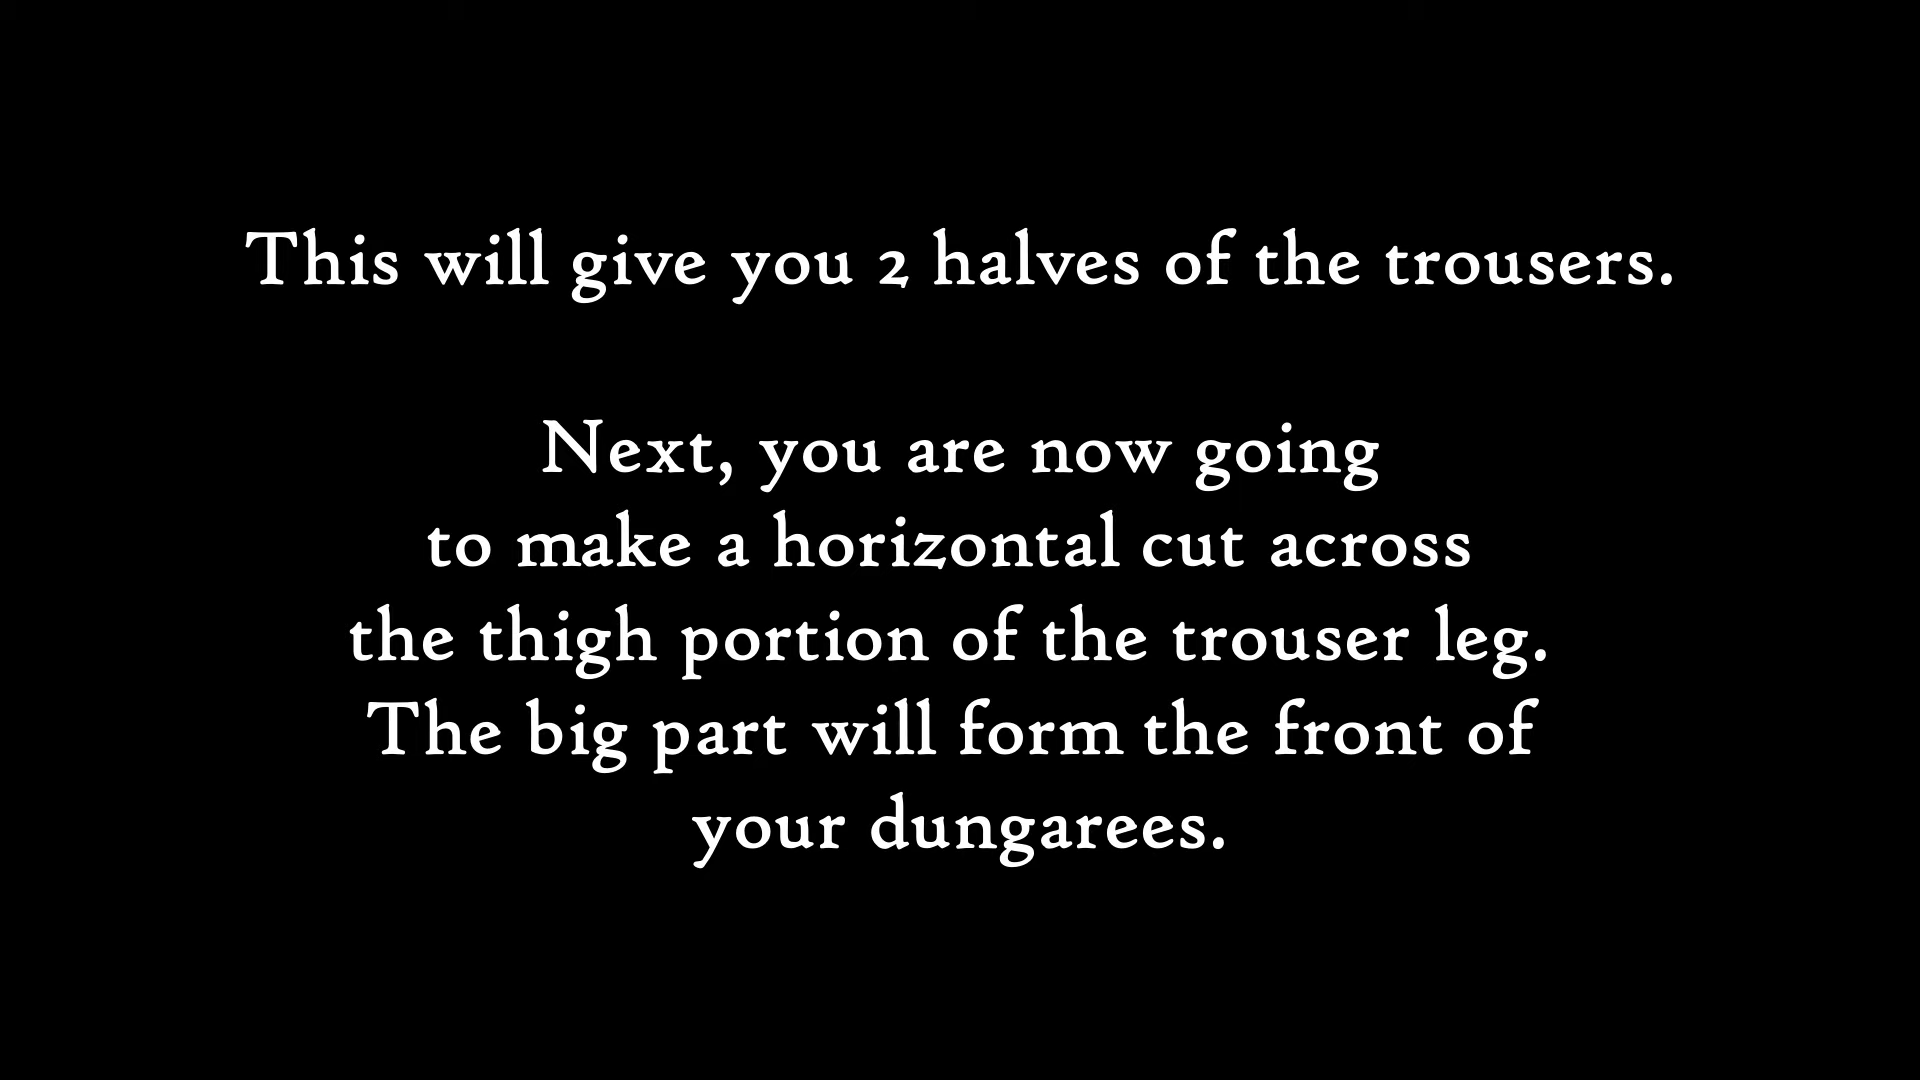 This will give you 2 halves of the trousers.
Next, you are now going
to make a horizontal cut across
the thigh portion of the trouser leg.
The big part will form the front of
your dungarees.